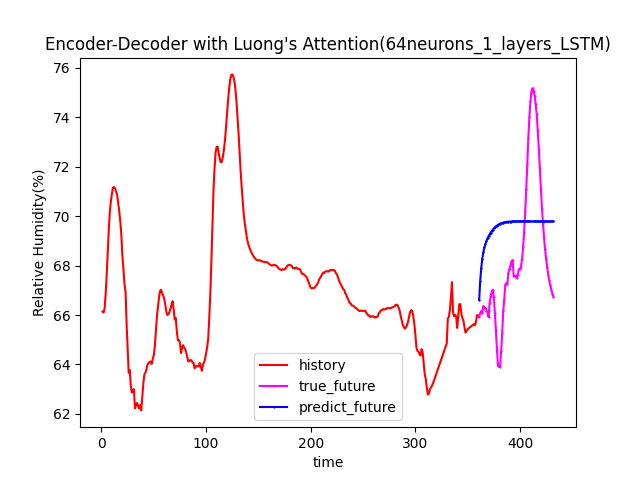 Encoder-Decoder with Luong's Attention(64neurons_1_layers_LSTM)
76
74
72
70
68
66
64
62
Relative Humidity(%)
history
true_future
predict_future
0
100
200
300
400
time